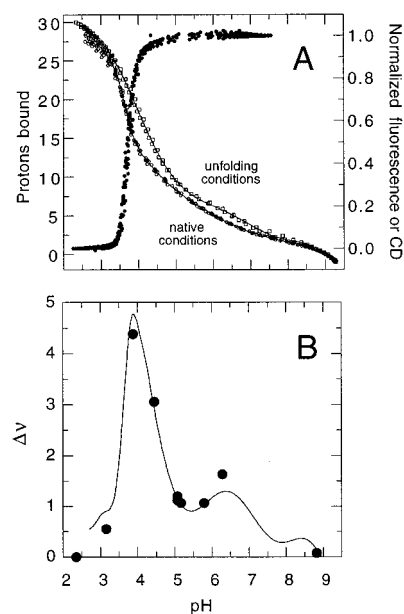 A
Protons bound
30
25
20
15
10
5
0
Normalized fluorescence or CD
1.0
0.8
0.6
0.4
0.2
0.0
unfolding
conditions
native
conditions
B
Δν
5
4
3
2
1
0
2 3 4 5 6 7 8 9
pH